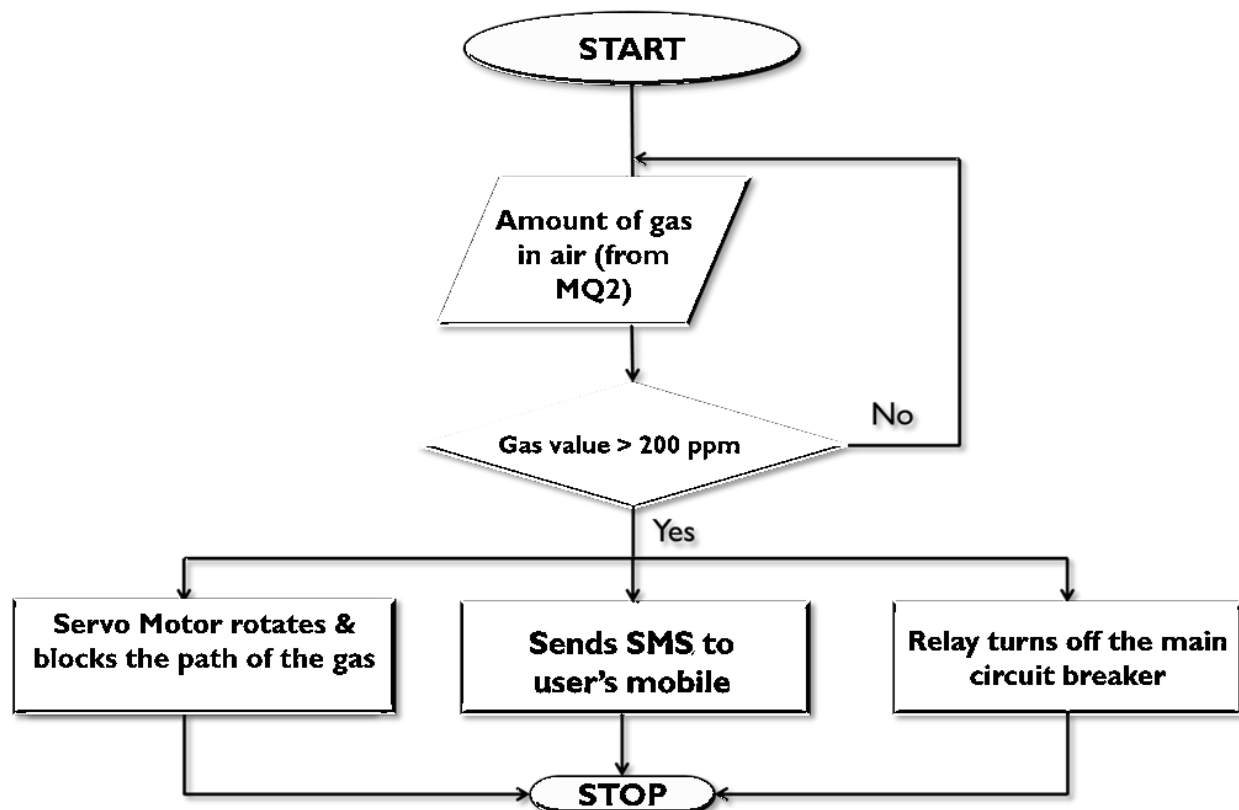 START
Amount of gas
in air (from
MQ2)
Gas value > 200 ppm
No
Yes
Servo Motor rotates &
blocks the path of the gas
Sends SMS to
user's mobile
Relay turns off the main
circuit breaker
STOP